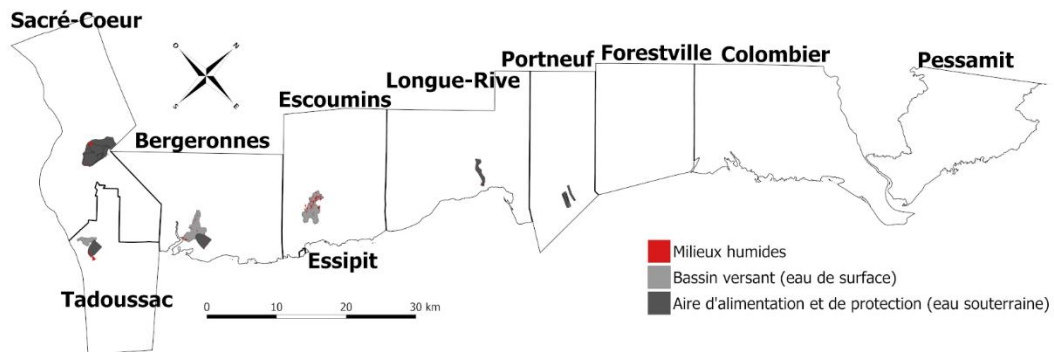 Sacré-Coeur
O N
S E
Bergeronnes
Escoumins
Longue-Rive
Portneuf
Forestville
Colombier
Pessamit
Essipit
Tadoussac
0 10 20 30 km
Milieux humides
Bassin versant (eau de surface)
Aire d'alimentation et de protection (eau souterraine)